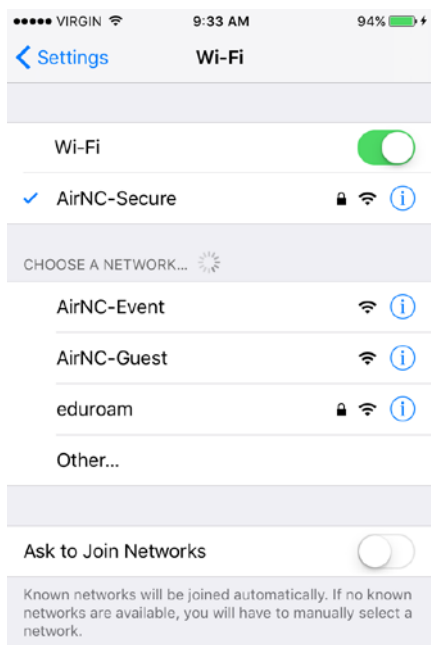 VIRGIN 9:33 AM 94%
Settings Wi-Fi
Wi-Fi
AirNC-Secure
CHOOSE A NETWORK...
AirNC-Event
AirNC-Guest
eduroam
Other...
Ask to Join Networks
Known networks will be joined automatically. If no known
networks are available, you will have to manually select a
network.